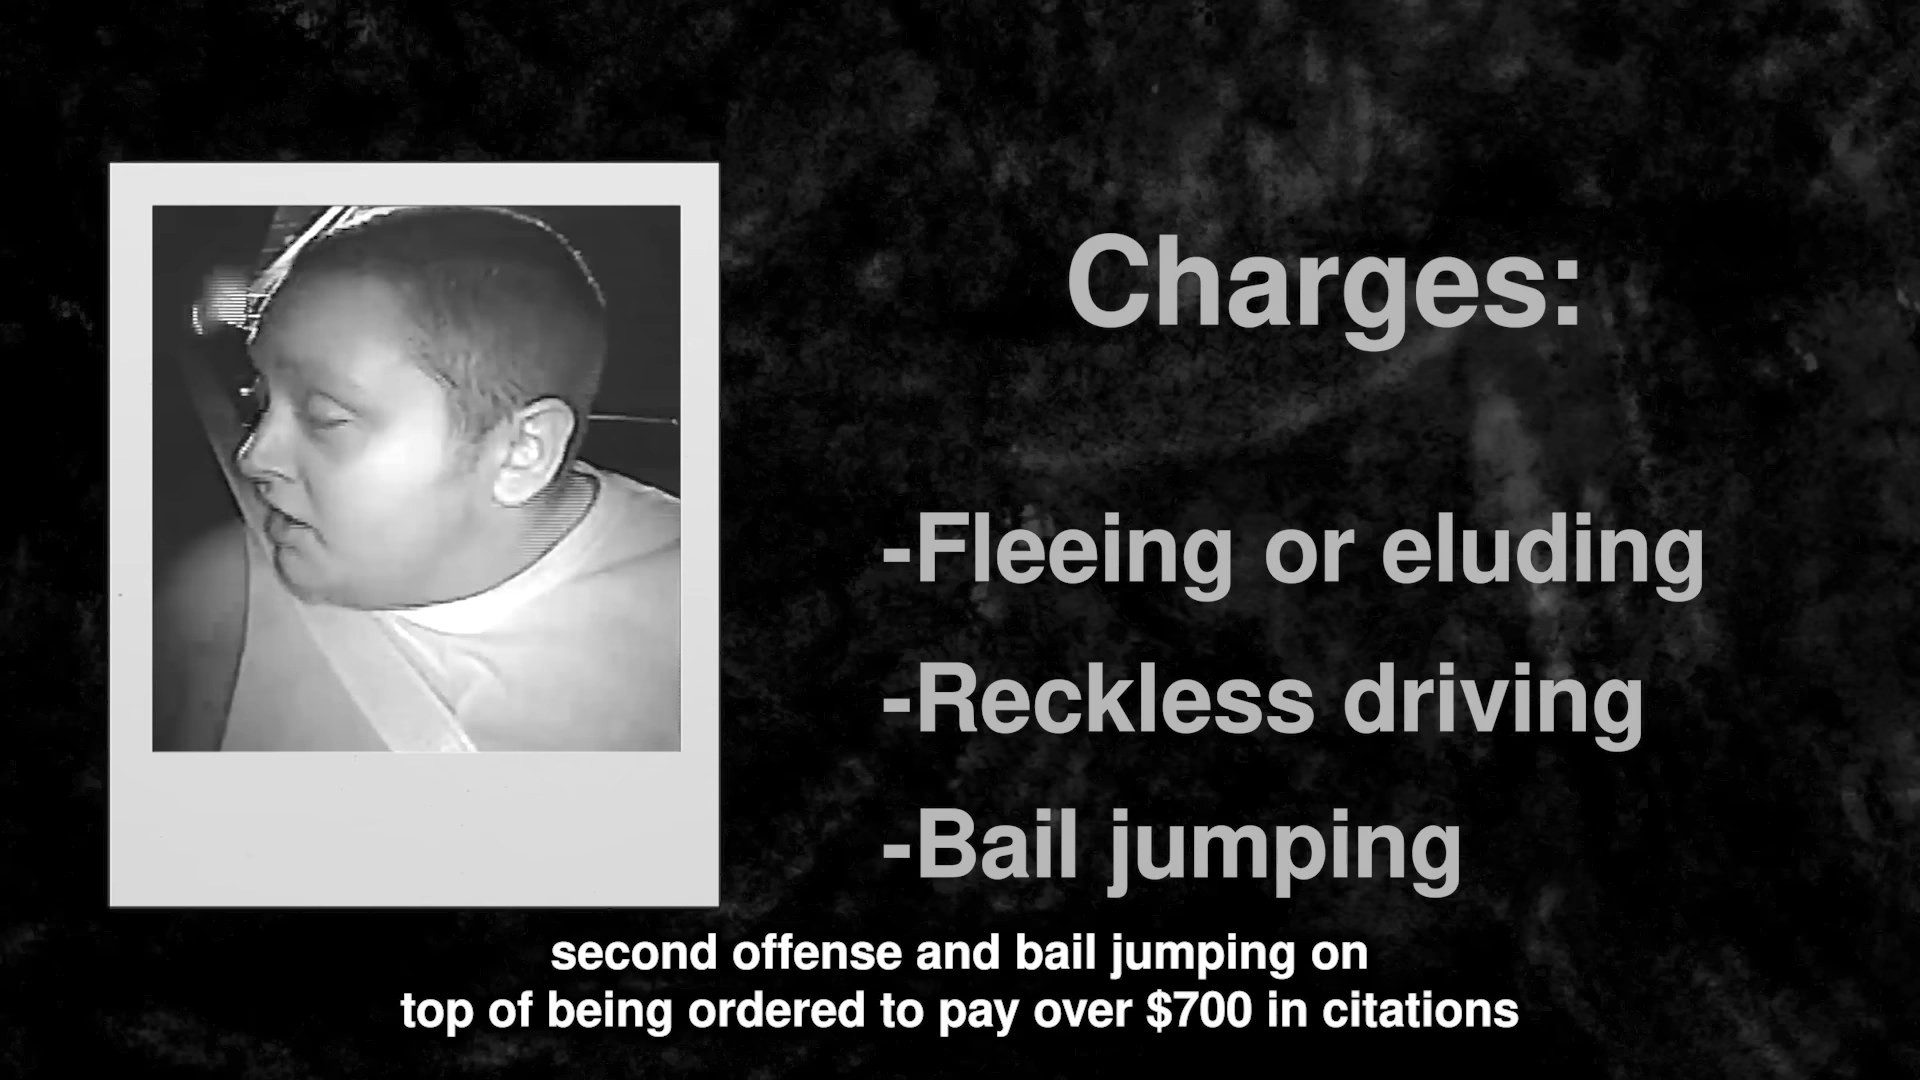 Charges:
-Fleeing or eluding
-Reckless driving
-Bail jumping
second offense and bail jumping on
top of being ordered to pay over $700 in citations